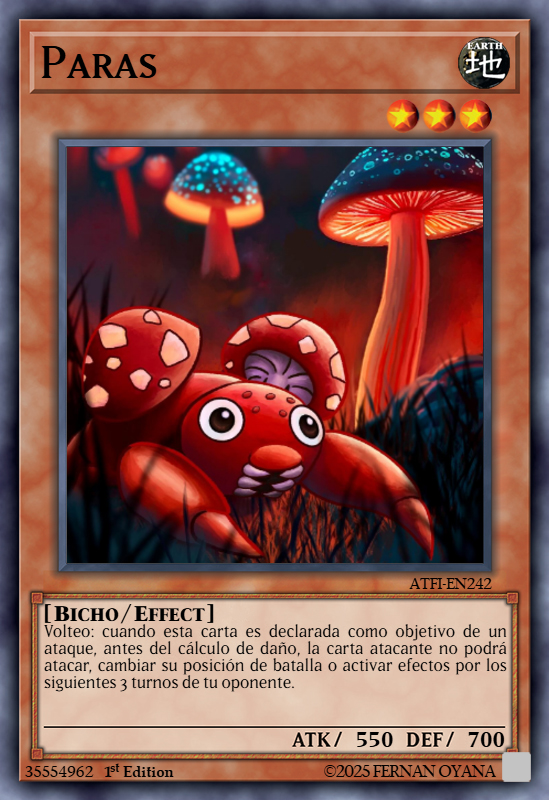 Paras
EARTH
地
ATFI-EN242
[Bicho/Effect]
Volteo: cuando esta carta es declarada como objetivo de un
ataque, antes del cálculo de daño, la carta atacante no podrá
atacar, cambiar su posición de batalla o activar efectos por los
siguientes 3 turnos de tu oponente.
ATK/ 550 DEF/ 700
35554962 1st Edition ©2025 FERNAN OYANA